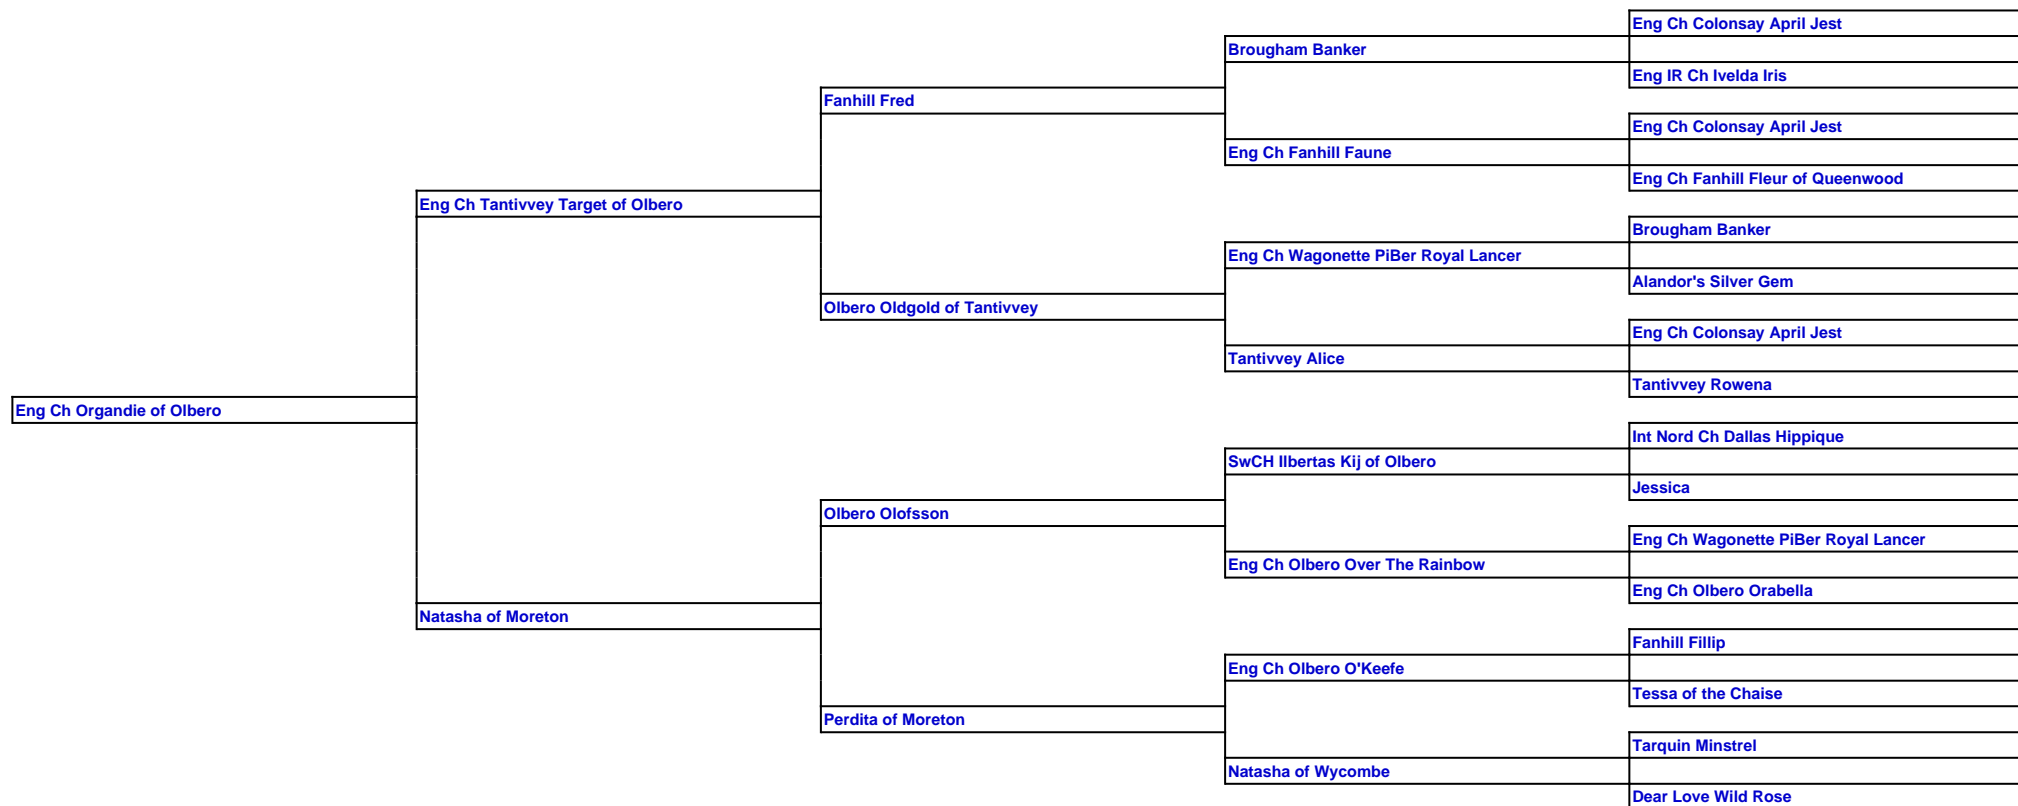 Eng Ch Colonsay April Jest
Brougham Banker
Eng IR Ch Ivelda Iris
Fanhill Fred
Eng Ch Colonsay April Jest
Eng Ch Fanhill Faune
Eng Ch Fanhill Fleur of Queenwood
Eng Ch Tantivvey Target of Olbero
Brougham Banker
Eng Ch Wagonette PiBer Royal Lancer
Alandor's Silver Gem
Olbero Oldgold of Tantivvey
Eng Ch Colonsay April Jest
Tantivvey Alice
Tantivvey Rowena
Eng Ch Organdie of Olbero
Int Nord Ch Dallas Hippique
SwCH Ilbertas Kij of Olbero
Jessica
Olbero Olofsson
Eng Ch Wagonette PiBer Royal Lancer
Eng Ch Olbero Over The Rainbow
Eng Ch Olbero Orabella
Natasha of Moreton
Fanhill Fillip
Eng Ch Olbero O'Keefe
Tessa of the Chaise
Perdita of Moreton
Tarquin Minstrel
Natasha of Wycombe
Dear Love Wild Rose